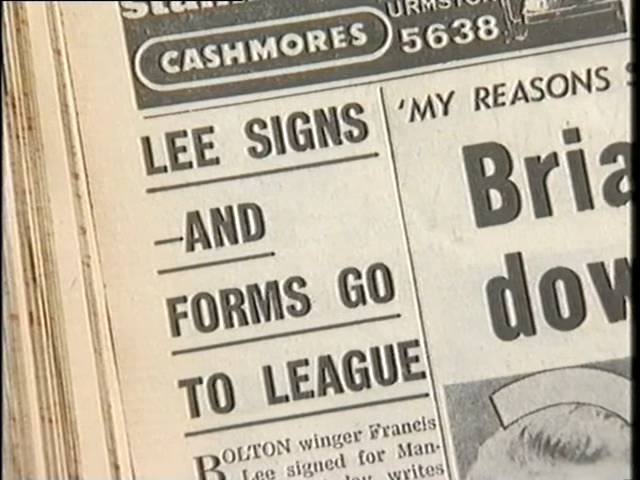 CASHMORES
5638
LEE SIGNS
—AND
FORMS GO
TO LEAGUE
BOLTON winger Francis
Lee signed for Man-
writes
'MY REASONS
Bria
dow